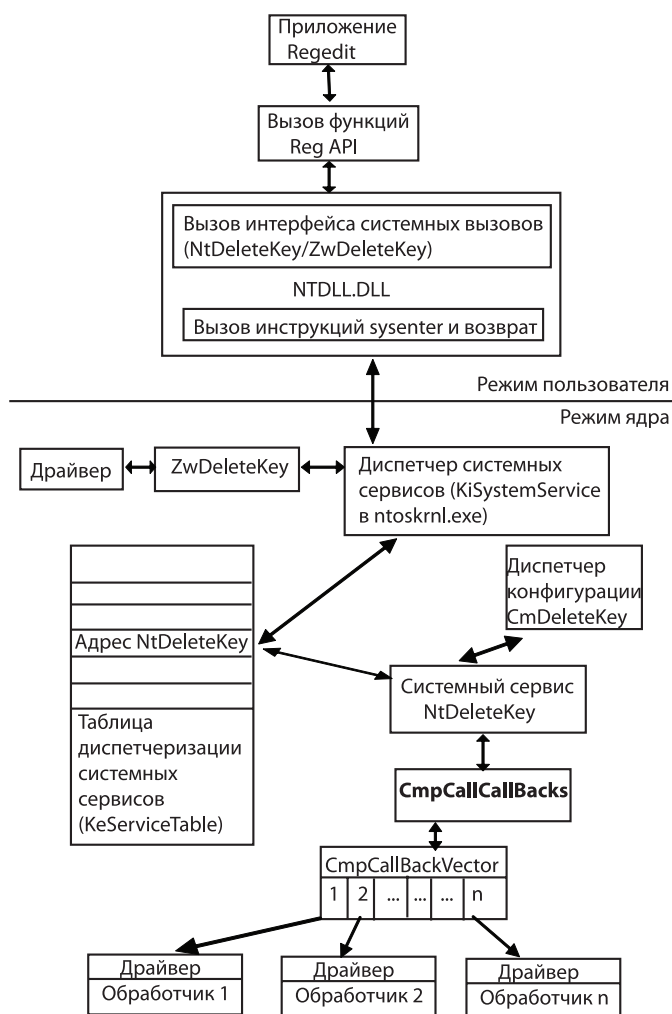 Приложение
Regedit
Вызов функций
Reg API
Вызов интерфейса системных вызовов
(NtDeleteKey/ZwDeleteKey)
NTDLL.DLL
Вызов инструкций sysenter и возврат
Режим пользователя
Режим ядра
Драйвер
ZwDeleteKey
Диспетчер системных
сервисов (KiSystemService
в ntoskrnl.exe)
Диспетчер
конфигурации
CmDeleteKey
Адрес NtDeleteKey
Системный сервис
NtDeleteKey
Таблица
диспетчеризации
системных
сервисов
(KeServiceTable)
CmpCallCallBacks
CmpCallBackVector
1 2 ... ... ... n
Драйвер
Обработчик 1
Драйвер
Обработчик 2
Драйвер
Обработчик n